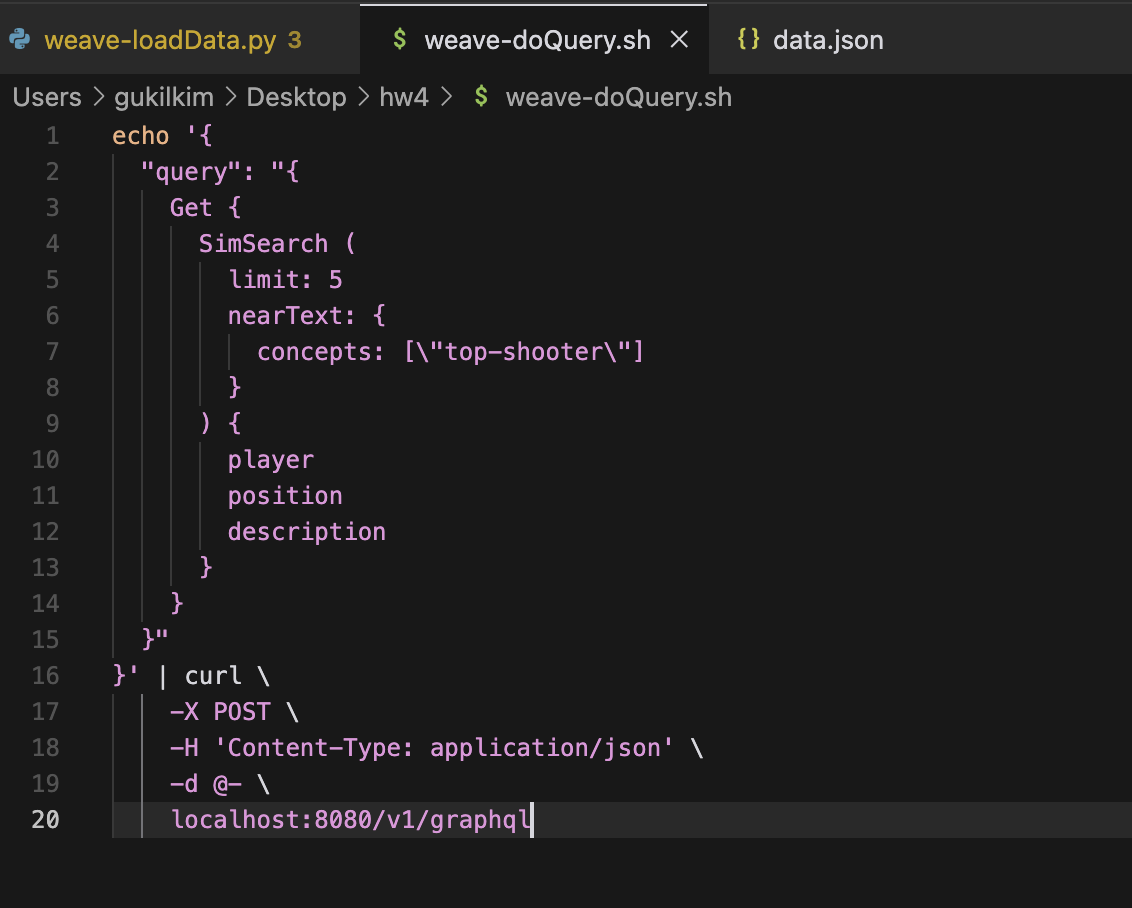 weave-loadData.py 3 $ weave-doQuery.sh × {} data.json
Users > gukilkim > Desktop > hw4 > $ weave-doQuery.sh
1 echo '{
2   "query": "{
3     Get {
4       SimSearch (
5         limit: 5
6         nearText: {
7           concepts: [\"top-shooter\"]
8         }
9       ) {
10         player
11         position
12         description
13       }
14     }
15   }"
16 }' | curl \
17     -X POST \
18     -H 'Content-Type: application/json' \
19     -d @- \
20     localhost:8080/v1/graphql